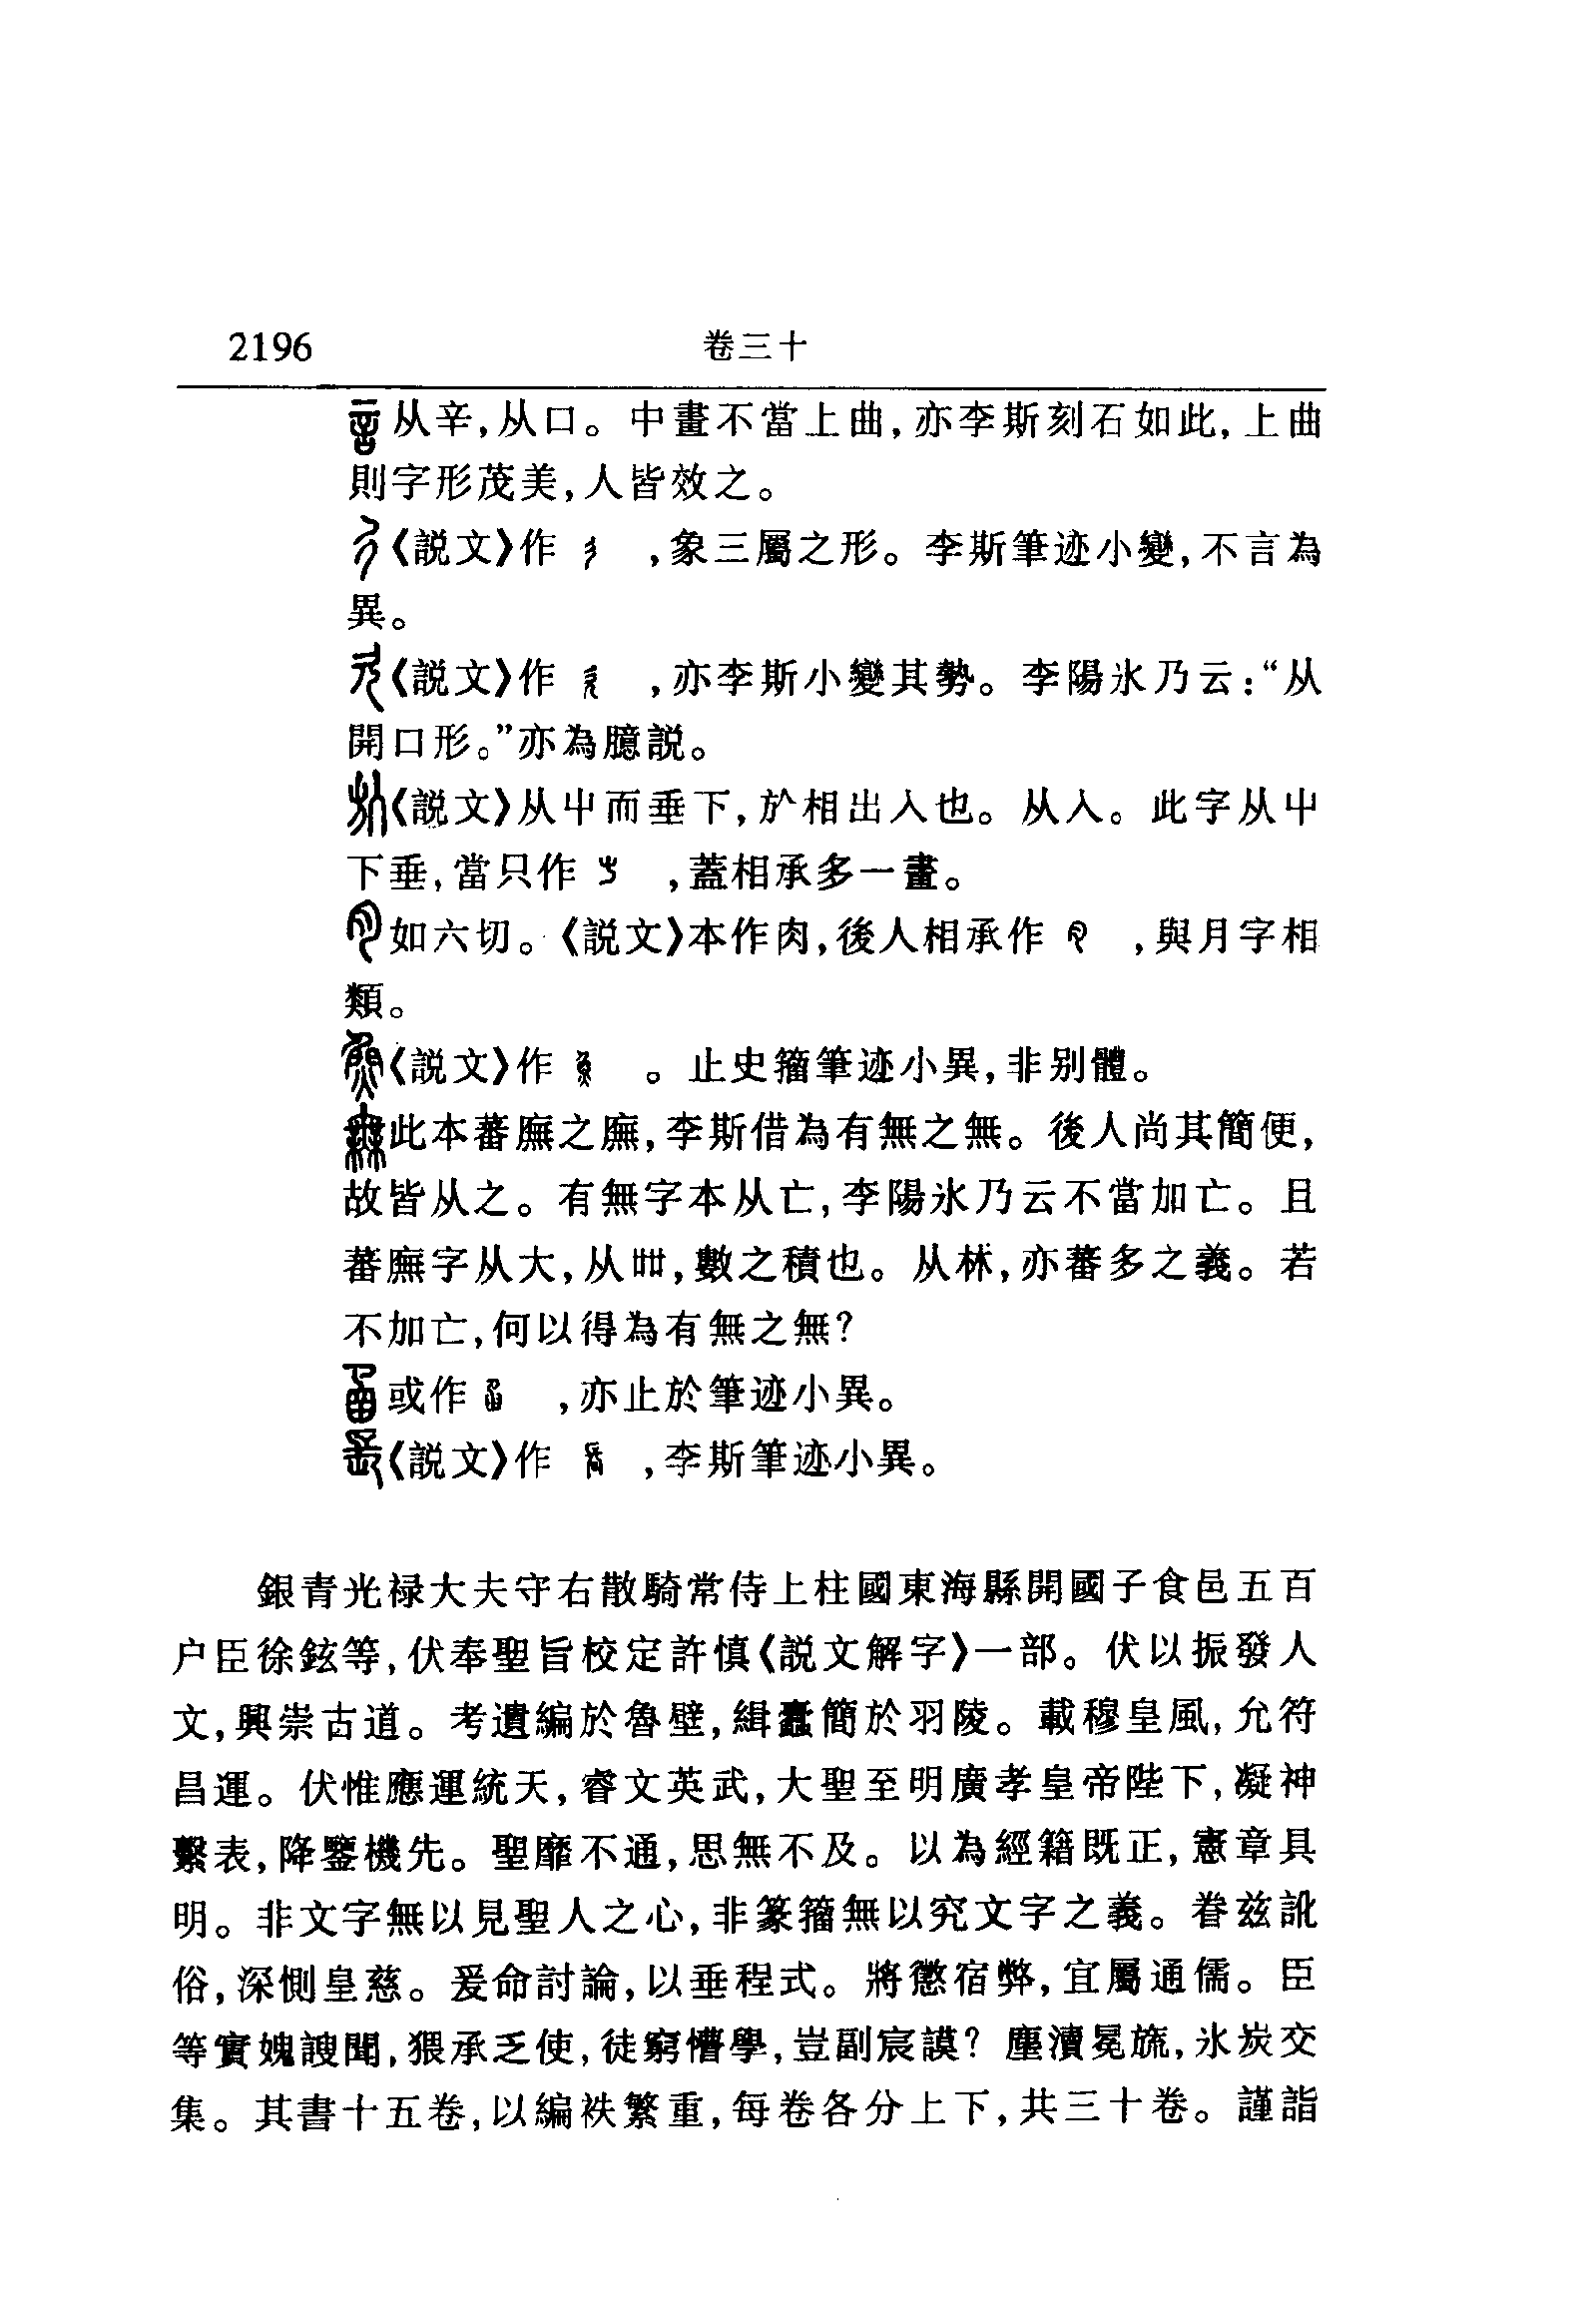 2196 卷三十
从辛,从口。中畫不當上曲,亦李斯刻石如此,上曲
則字形茂美,人皆效之。
《説文》作 ,象三屬之形。李斯筆迹小變,不言為
異。
《説文》作 ,亦李斯小變其勢。李陽冰乃云:“从
開口形。”亦為臆説。
《説文》从屮而垂下,於相出入也。从入。此字从屮
下垂,當只作 ,蓋相承多一畫。
如六切。《説文》本作肉,後人相承作 ,與月字相
類。
《説文》作 。止史籀筆迹小異,非别體。
此本蕃廡之廡,李斯借為有無之無。後人尚其簡便,
故皆从之。有無字本从亡,李陽冰乃云不當加亡。且
蕃廡字从大,从卌,數之積也。从林,亦蕃多之義。若
不加亡,何以得為有無之無?
或作 ,亦止於筆迹小異。
《説文》作 ,李斯筆迹小異。
銀青光禄大夫守右散騎常侍上柱國東海縣開國子食邑五百
户臣徐鉉等,伏奉聖旨校定許慎《説文解字》一部。伏以振發人
文,興崇古道。考遺編於魯壁,緝蠹簡於羽陵。載穆皇風,允符
昌運。伏惟應運統天,睿文英武,大聖至明廣孝皇帝陛下,凝神
繫表,降鑒機先。聖靡不通,思無不及。以為經籍既正,憲章具
明。非文字無以見聖人之心,非篆籀無以究文字之義。眷兹訛
俗,深惻皇慈。爰命討論,以垂程式。將懲宿弊,宜屬通儒。臣
等實媿謏聞,猥承乏使,徒窮懵學,豈副宸謨?塵瀆冕旒,冰炭交
集。其書十五卷,以編袟繁重,每卷各分上下,共三十卷。謹詣